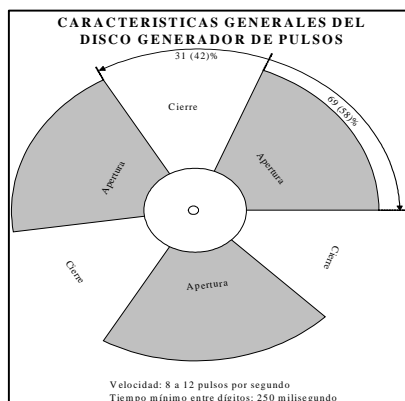 CARACTERISTICAS GENERALES DEL
DISCO GENERADOR DE PULSOS
31 (42)%
Cierre
69 (58)%
Apertura
Apertura
Cierre
Cierre
Apertura
Velocidad: 8 a 12 pulsos por segundo
Tiempo mínimo entre dígitos: 250 milisegundo